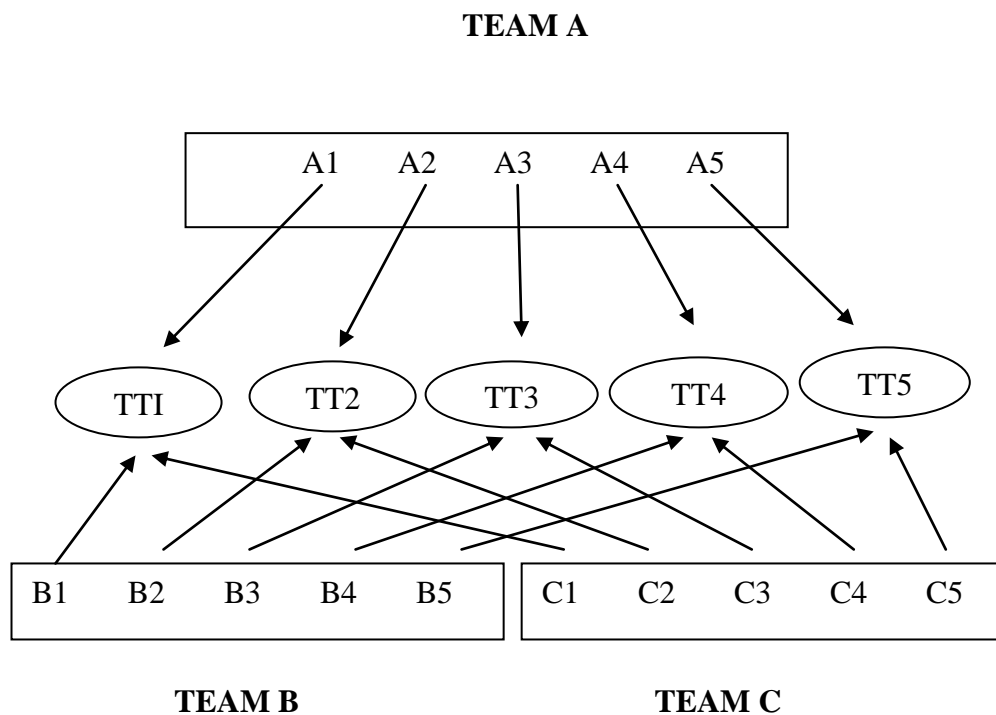 TEAM A
A1 A2 A3 A4 A5
TTI TT2 TT3 TT4 TT5
B1 B2 B3 B4 B5 C1 C2 C3 C4 C5
TEAM B TEAM C